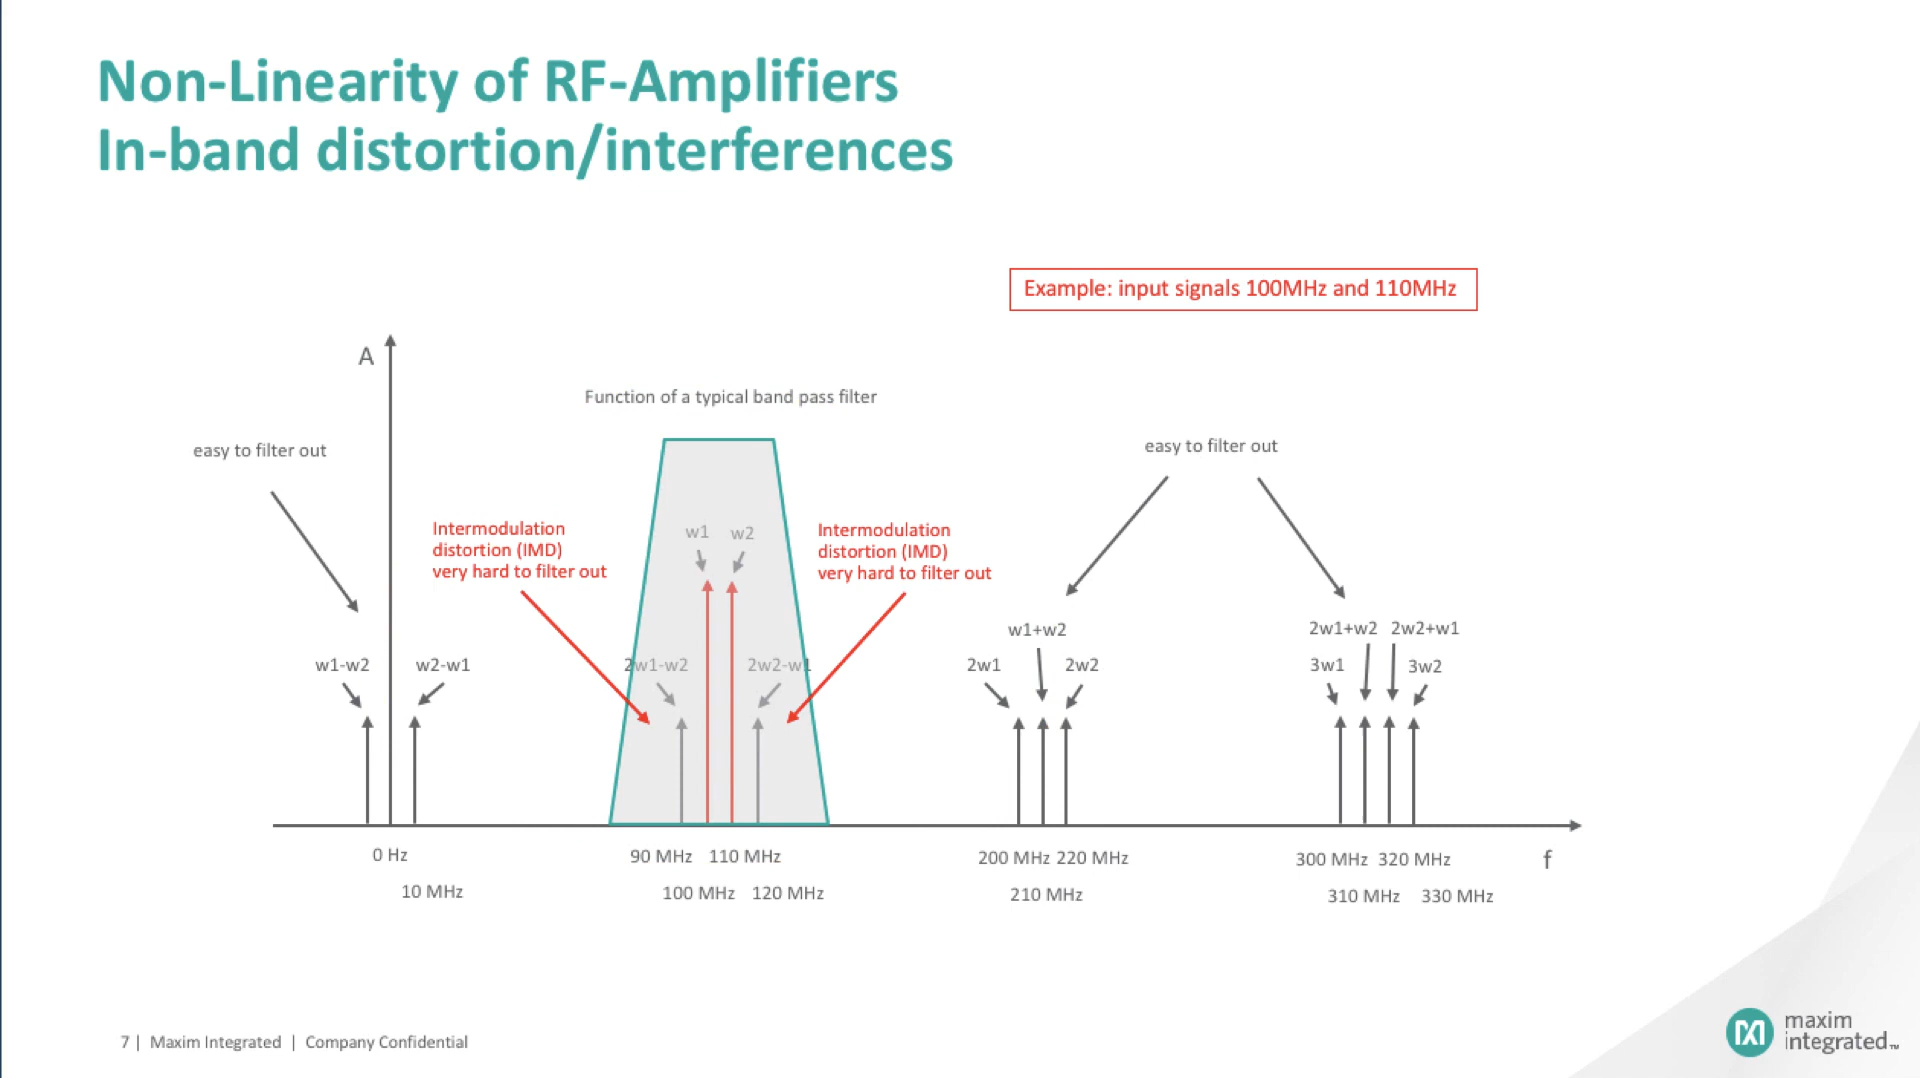 Non-Linearity of RF-Amplifiers
In-band distortion/interferences
Example: input signals 100MHz and 110MHz
A
Function of a typical band pass filter
easy to filter out
easy to filter out
Intermodulation
distortion (IMD)
very hard to filter out
w1 w2
Intermodulation
distortion (IMD)
very hard to filter out
w1+w2
2w1+w2 2w2+w1
w1-w2 w2-w1
2w1-w2 2w2-w1
2w1 2w2
3w1 3w2
0 Hz
90 MHz 110 MHz
200 MHz 220 MHz
300 MHz 320 MHz
f
10 MHz
100 MHz 120 MHz
210 MHz
310 MHz 330 MHz
7 | Maxim Integrated | Company Confidential
maxim
integrated™